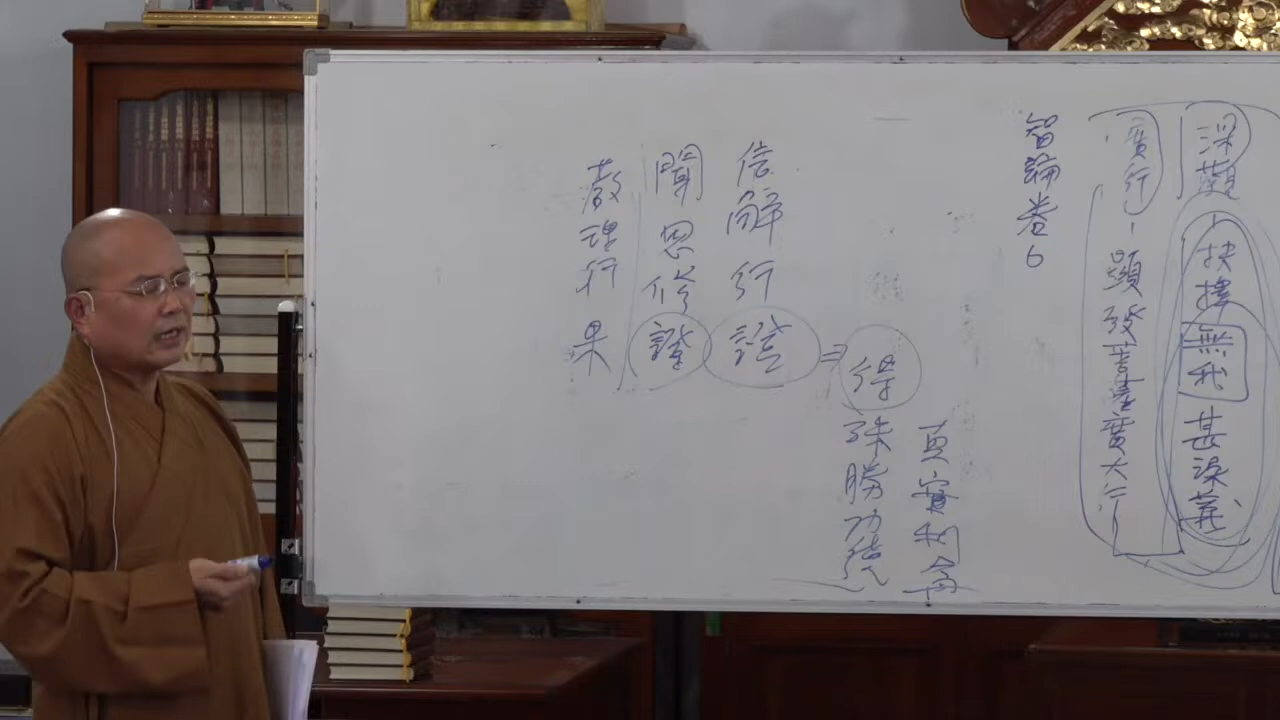 深觀－抉擇無我甚深義
廣行－顯發菩薩廣大行
智論卷6
真實利命
得殊勝功德
信解行證
聞思修證
教理行果